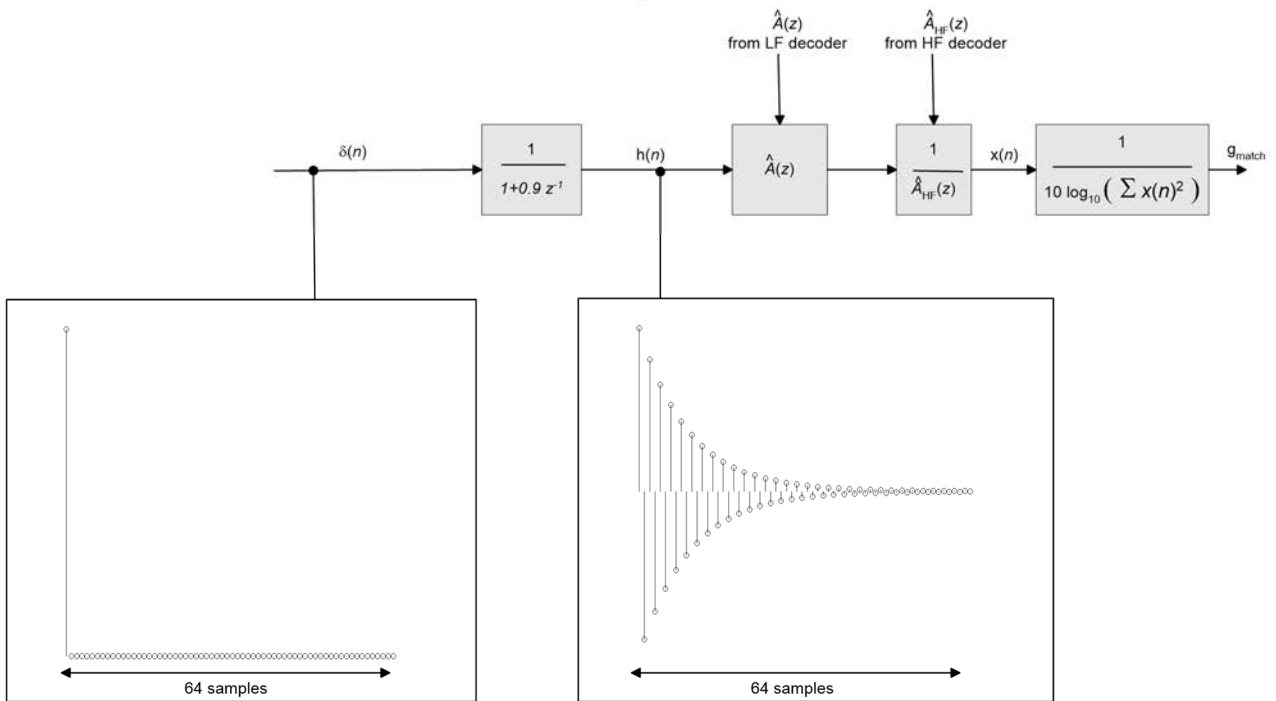 Â(z)
from LF decoder
Â_HF(z)
from HF decoder
δ(n)
1
1+0.9 z⁻¹
h(n)
Â(z)
1
Â_HF(z)
x(n)
1
10 log₁₀ ( Σ x(n)² )
g_match
64 samples
64 samples